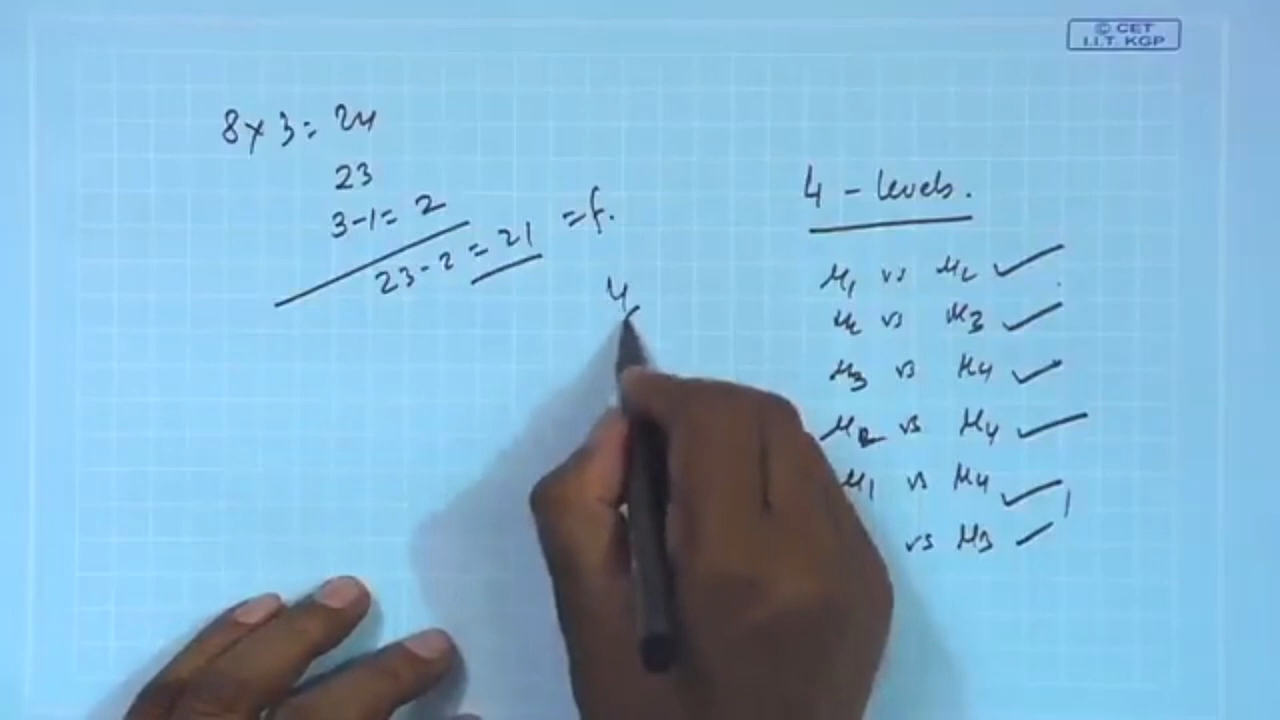 © CET
I.I.T. KGP
8 x 3 = 24
23
3-1 = 2
23-2 = 21 = f.
4
4 - levels.
μ1 vs μ2 ✓
μ2 vs μ3 ✓
μ3 vs μ4 ✓
μ2 vs μ4 ✓
μ1 vs μ4 ✓
vs μ3 ✓